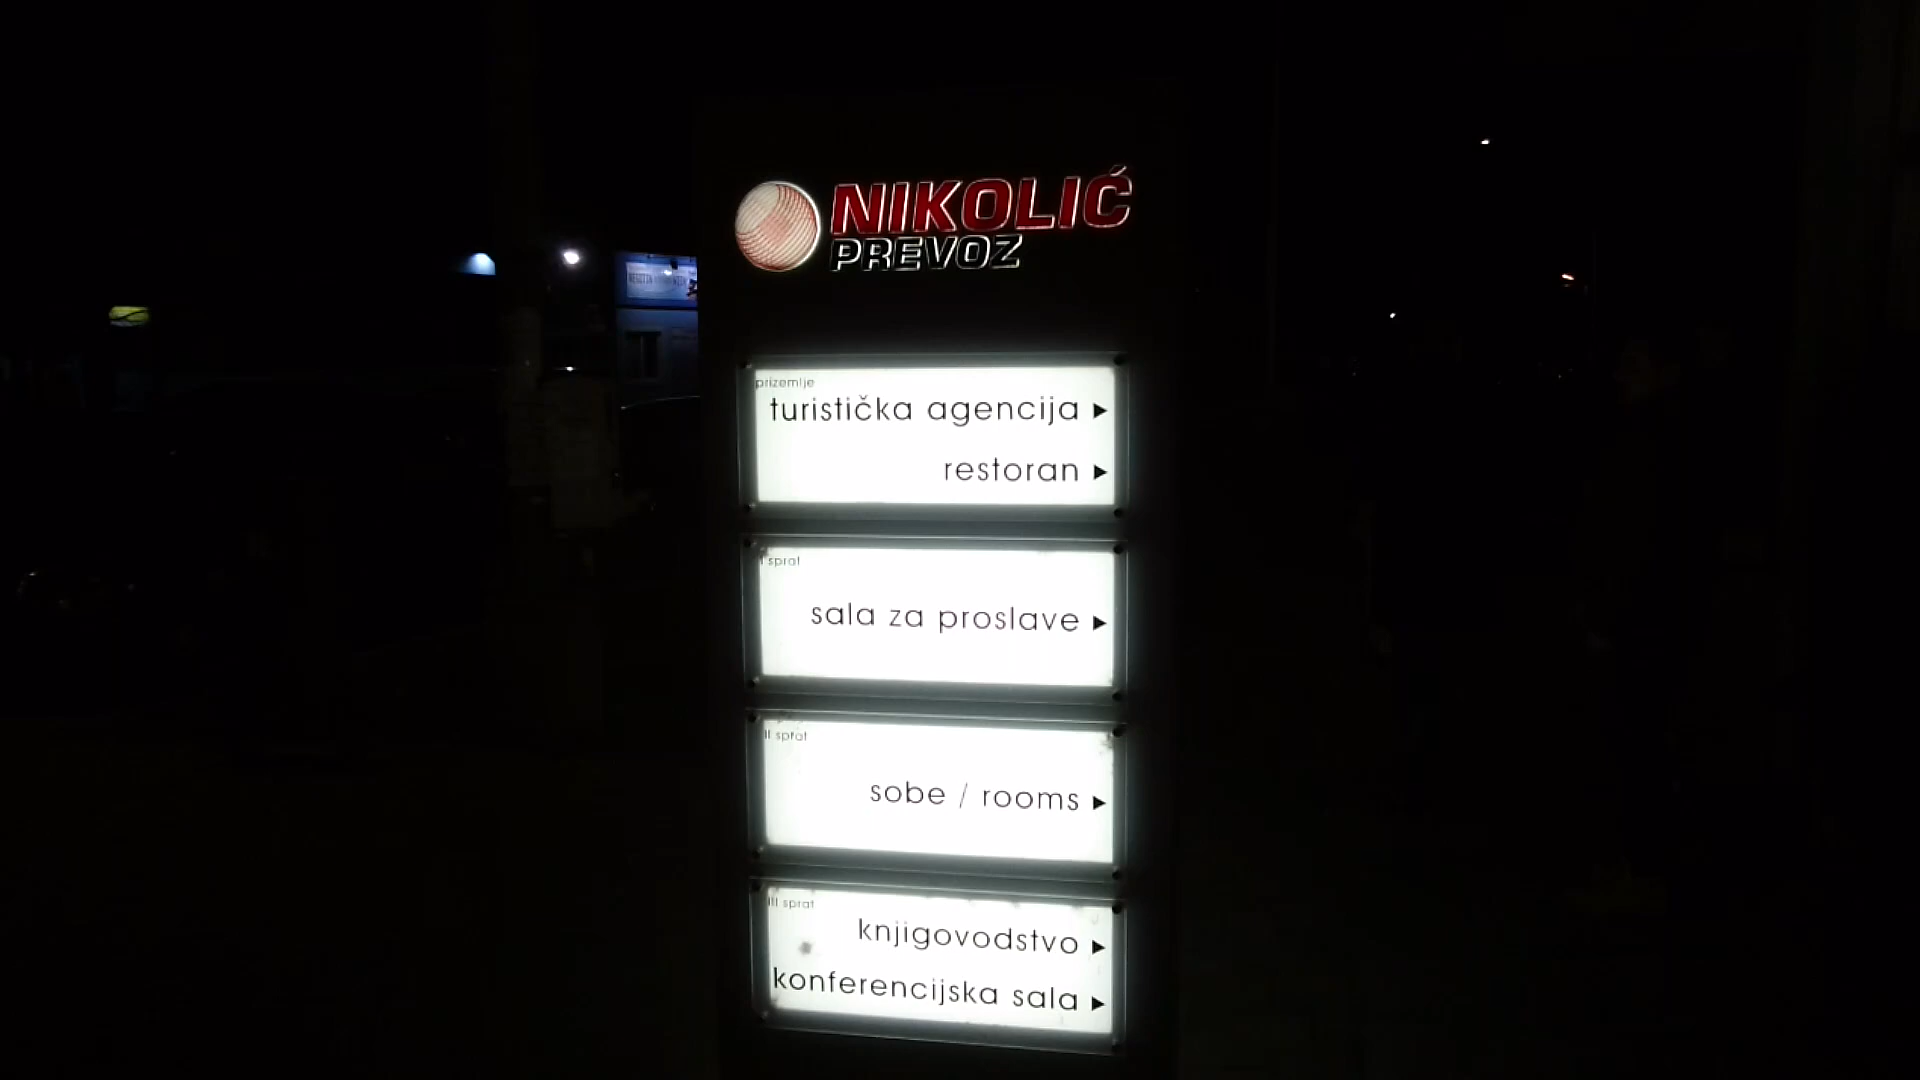 NIKOLIĆ
PREVOZ
prizemlje
turistička agencija ▸
restoran ▸
I sprat
sala za proslave ▸
II sprat
sobe / rooms ▸
III sprat
knjigovodstvo ▸
konferencijska sala ▸